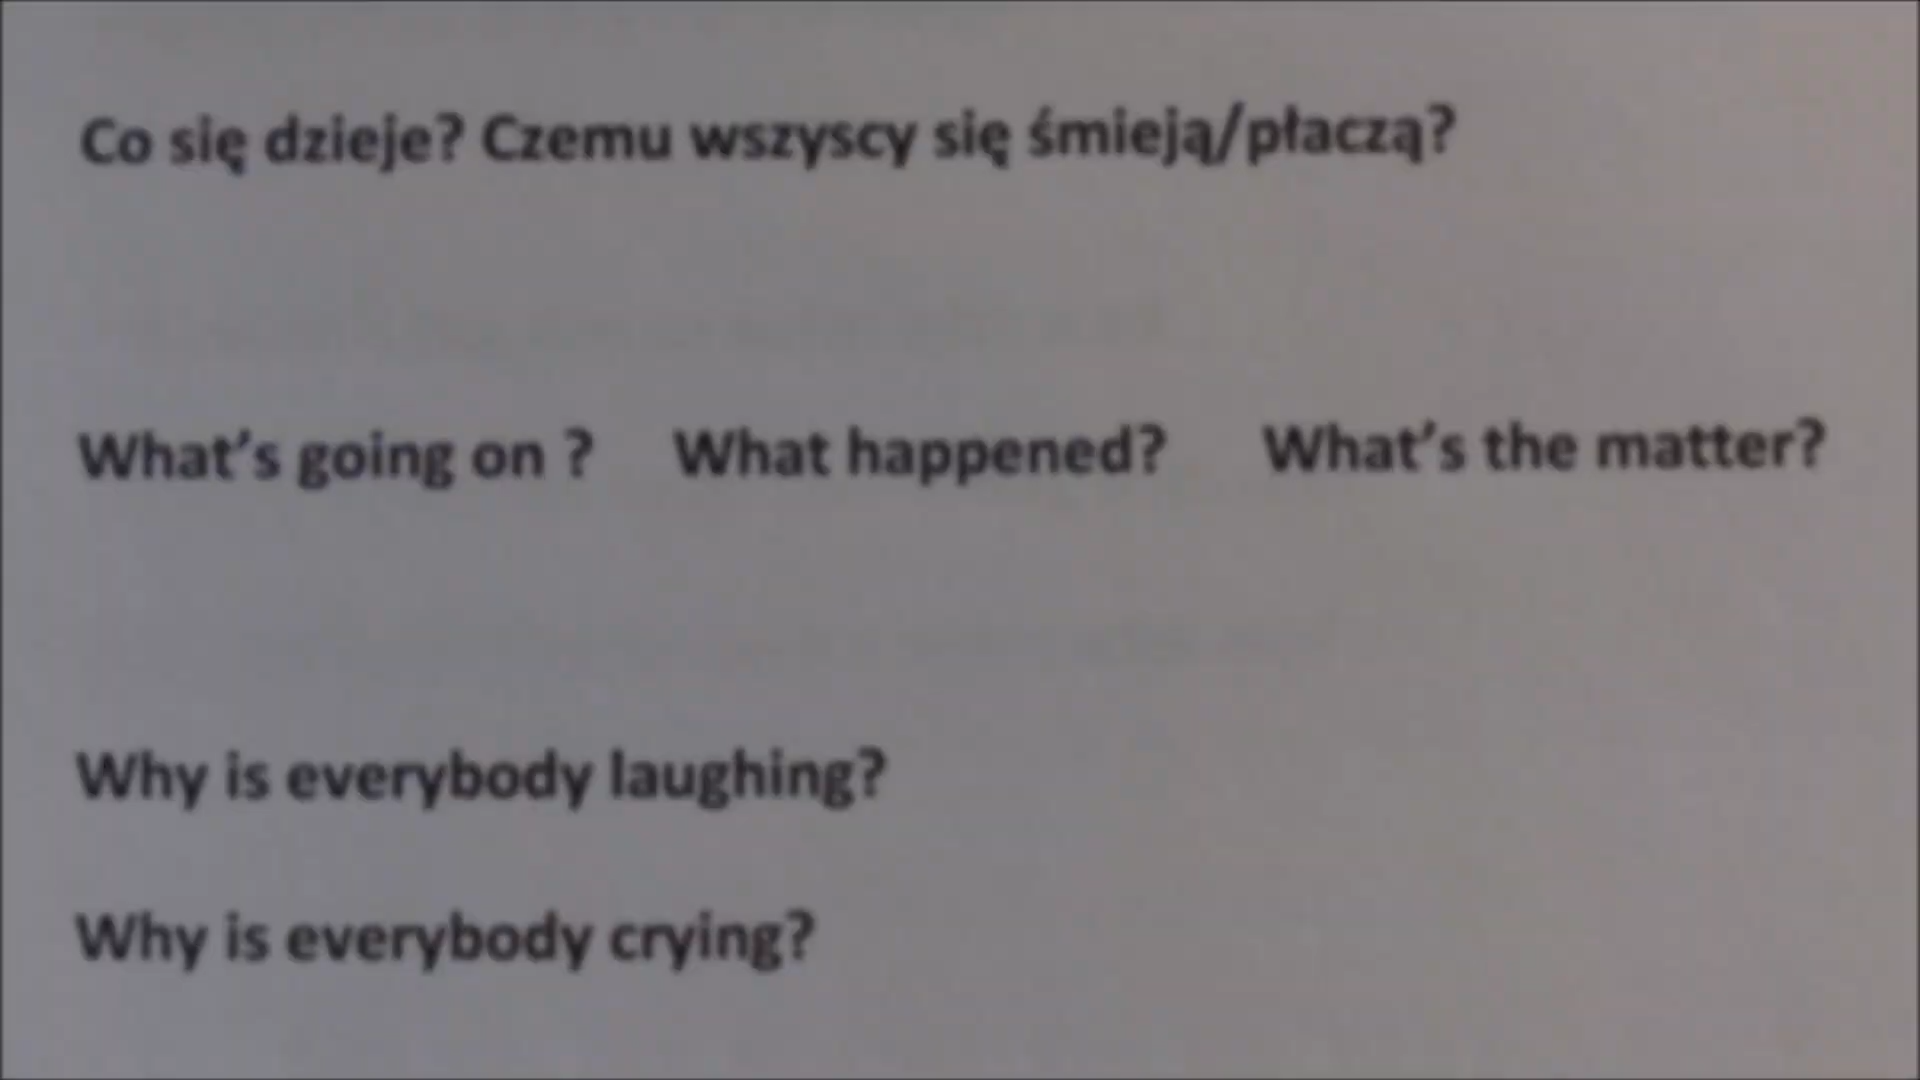 Co się dzieje? Czemu wszyscy się śmieją/płaczą?
What's going on ? What happened? What's the matter?
Why is everybody laughing?
Why is everybody crying?